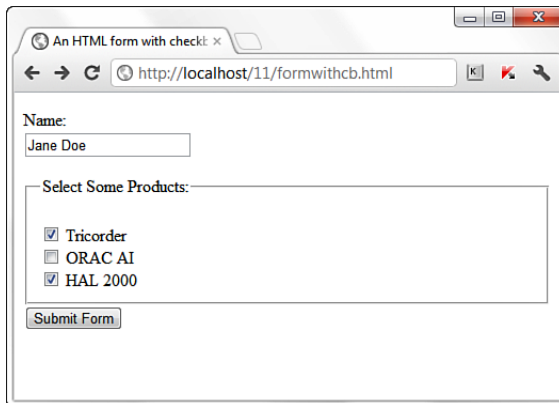 An HTML form with checkb
http://localhost/11/formwithcb.html
K
Name:
Jane Doe
Select Some Products:
Tricorder
ORAC AI
HAL 2000
Submit Form